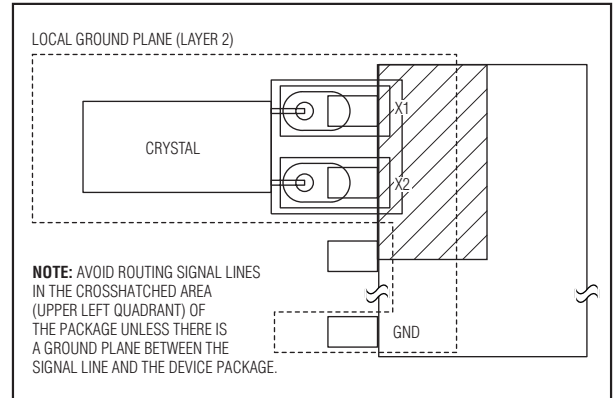 LOCAL GROUND PLANE (LAYER 2)
X1
CRYSTAL
X2
NOTE: AVOID ROUTING SIGNAL LINES
IN THE CROSSHATCHED AREA
(UPPER LEFT QUADRANT) OF
THE PACKAGE UNLESS THERE IS
A GROUND PLANE BETWEEN THE
SIGNAL LINE AND THE DEVICE PACKAGE.
GND